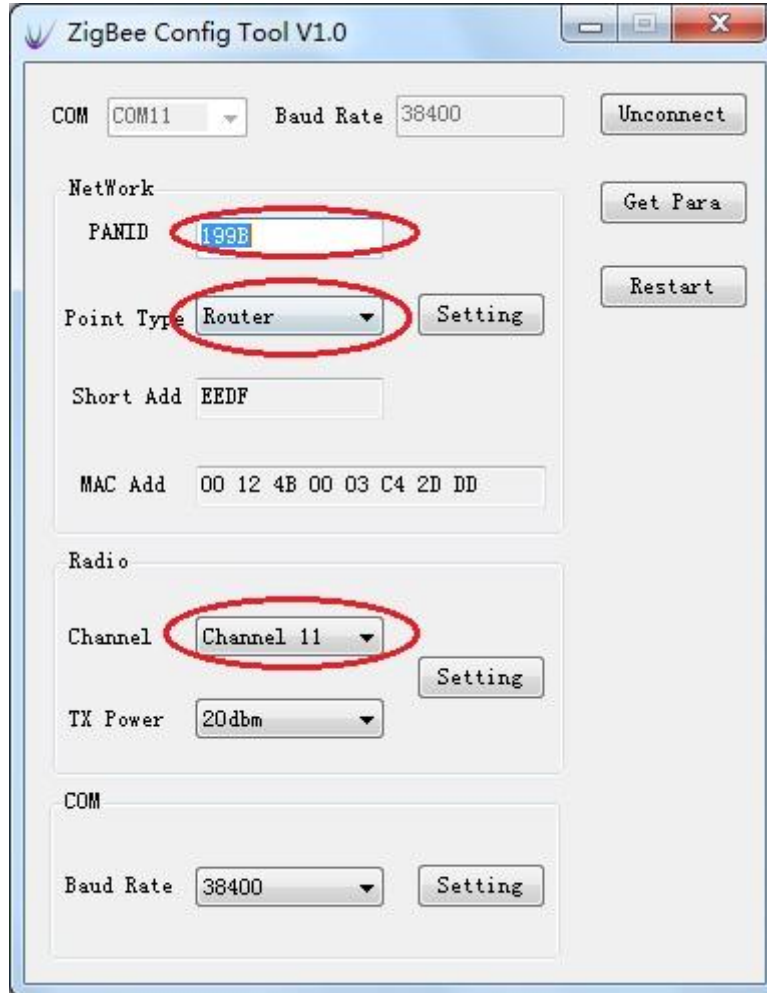 ZigBee Config Tool V1.0
COM COM11 Baud Rate 38400 Unconnect
NetWork
PANID 199B
Get Para
Point Type Router Setting
Restart
Short Add EEDF
MAC Add 00 12 4B 00 03 C4 2D DD
Radio
Channel Channel 11
Setting
TX Power 20dbm
COM
Baud Rate 38400 Setting